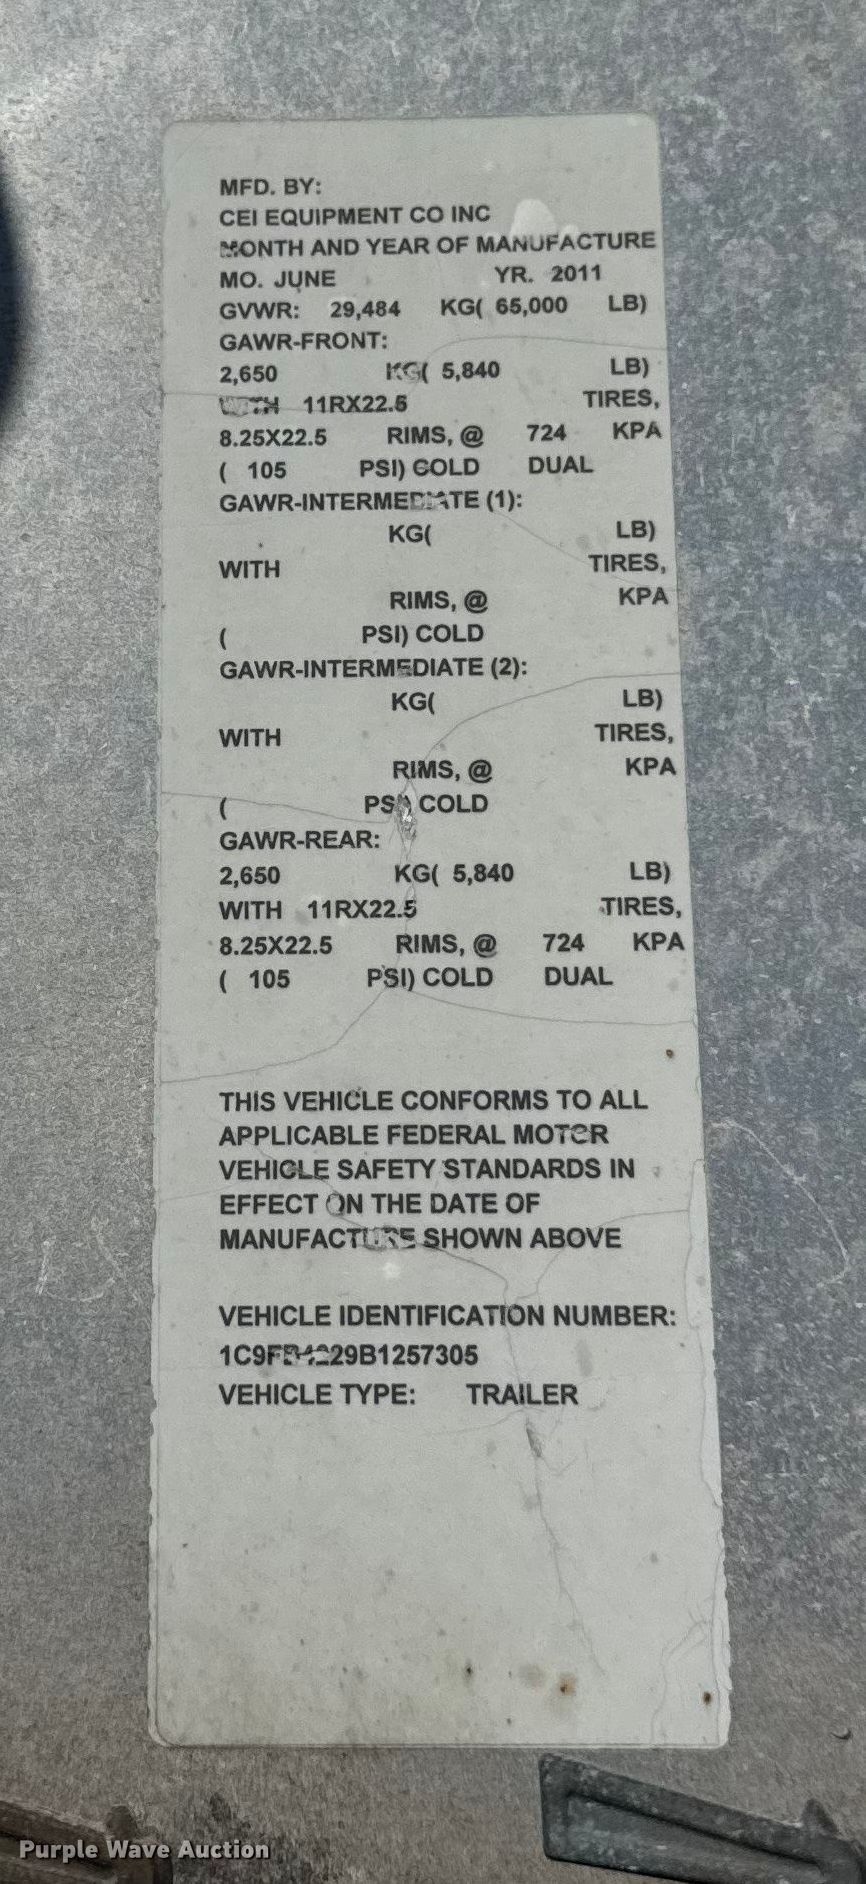 MFD. BY:
CEI EQUIPMENT CO INC
MONTH AND YEAR OF MANUFACTURE
MO. JUNE YR. 2011
GVWR: 29,484 KG( 65,000 LB)
GAWR-FRONT:
2,650 KG( 5,840 LB)
WITH 11RX22.5 TIRES,
8.25X22.5 RIMS, @ 724 KPA
( 105 PSI) COLD DUAL
GAWR-INTERMEDIATE (1):
KG( LB)
WITH TIRES,
RIMS, @ KPA
( PSI) COLD
GAWR-INTERMEDIATE (2):
KG( LB)
WITH TIRES,
RIMS, @ KPA
( PSI) COLD
GAWR-REAR:
2,650 KG( 5,840 LB)
WITH 11RX22.5 TIRES,
8.25X22.5 RIMS, @ 724 KPA
( 105 PSI) COLD DUAL
THIS VEHICLE CONFORMS TO ALL
APPLICABLE FEDERAL MOTOR
VEHICLE SAFETY STANDARDS IN
EFFECT ON THE DATE OF
MANUFACTURE SHOWN ABOVE
VEHICLE IDENTIFICATION NUMBER:
VEHICLE TYPE: TRAILER
Purple Wave Auction